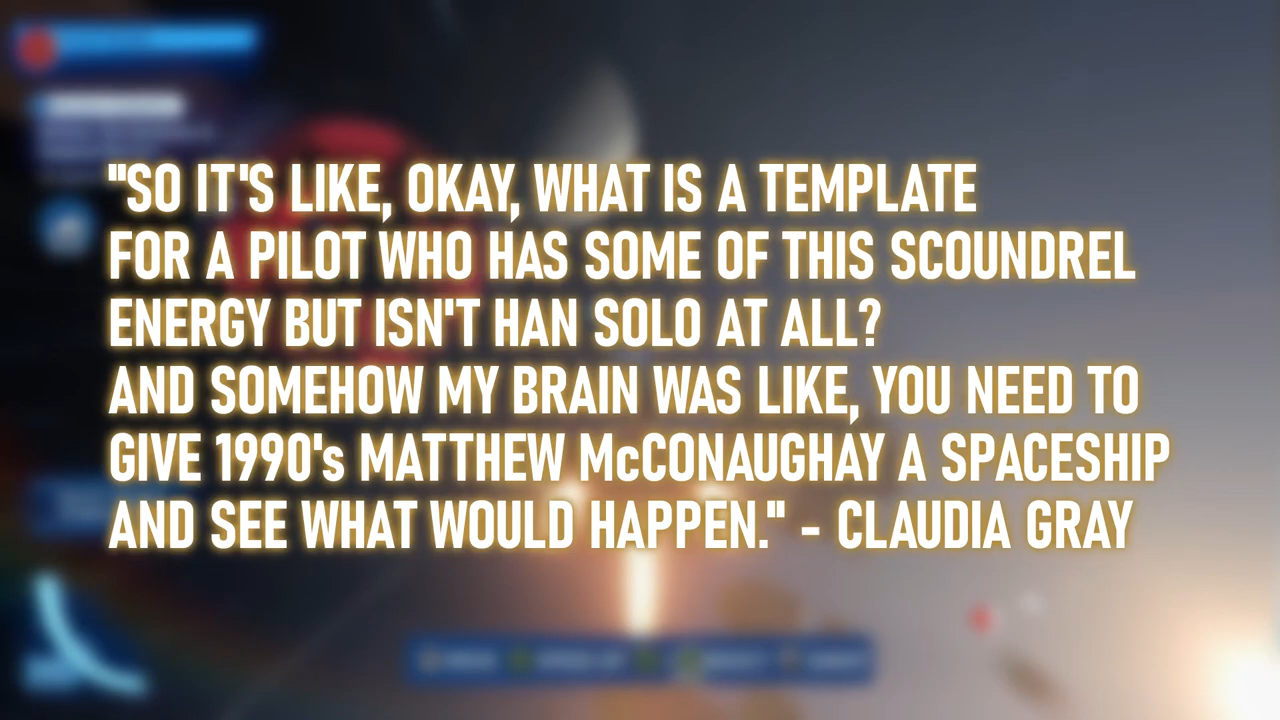 "SO IT'S LIKE, OKAY, WHAT IS A TEMPLATE
FOR A PILOT WHO HAS SOME OF THIS SCOUNDREL
ENERGY BUT ISN'T HAN SOLO AT ALL?
AND SOMEHOW MY BRAIN WAS LIKE, YOU NEED TO
GIVE 1990's MATTHEW McCONAUGHAY A SPACESHIP
AND SEE WHAT WOULD HAPPEN." - CLAUDIA GRAY